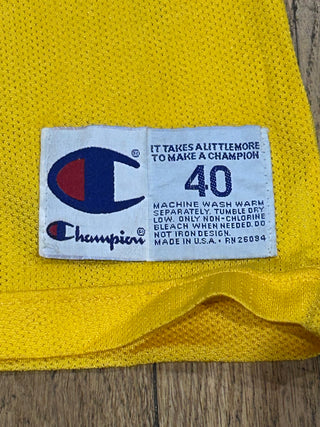 IT TAKES A LITTLE MORE
TO MAKE A CHAMPION
40
MACHINE WASH WARM
SEPARATELY. TUMBLE DRY
LOW. ONLY NON-CHLORINE
BLEACH WHEN NEEDED. DO
NOT IRON DESIGN.
MADE IN U.S.A. • RN 26094
Champion